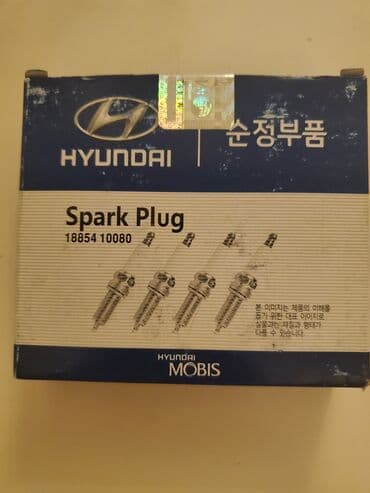 HYUNDAI
순정부품
Spark Plug
18854 10080
본 이미지는 제품의 이해를
돕기 위한 대표 이미지로
실물과는 재질과 형태가
다를 수 있습니다.
HYUNDAI
MOBIS